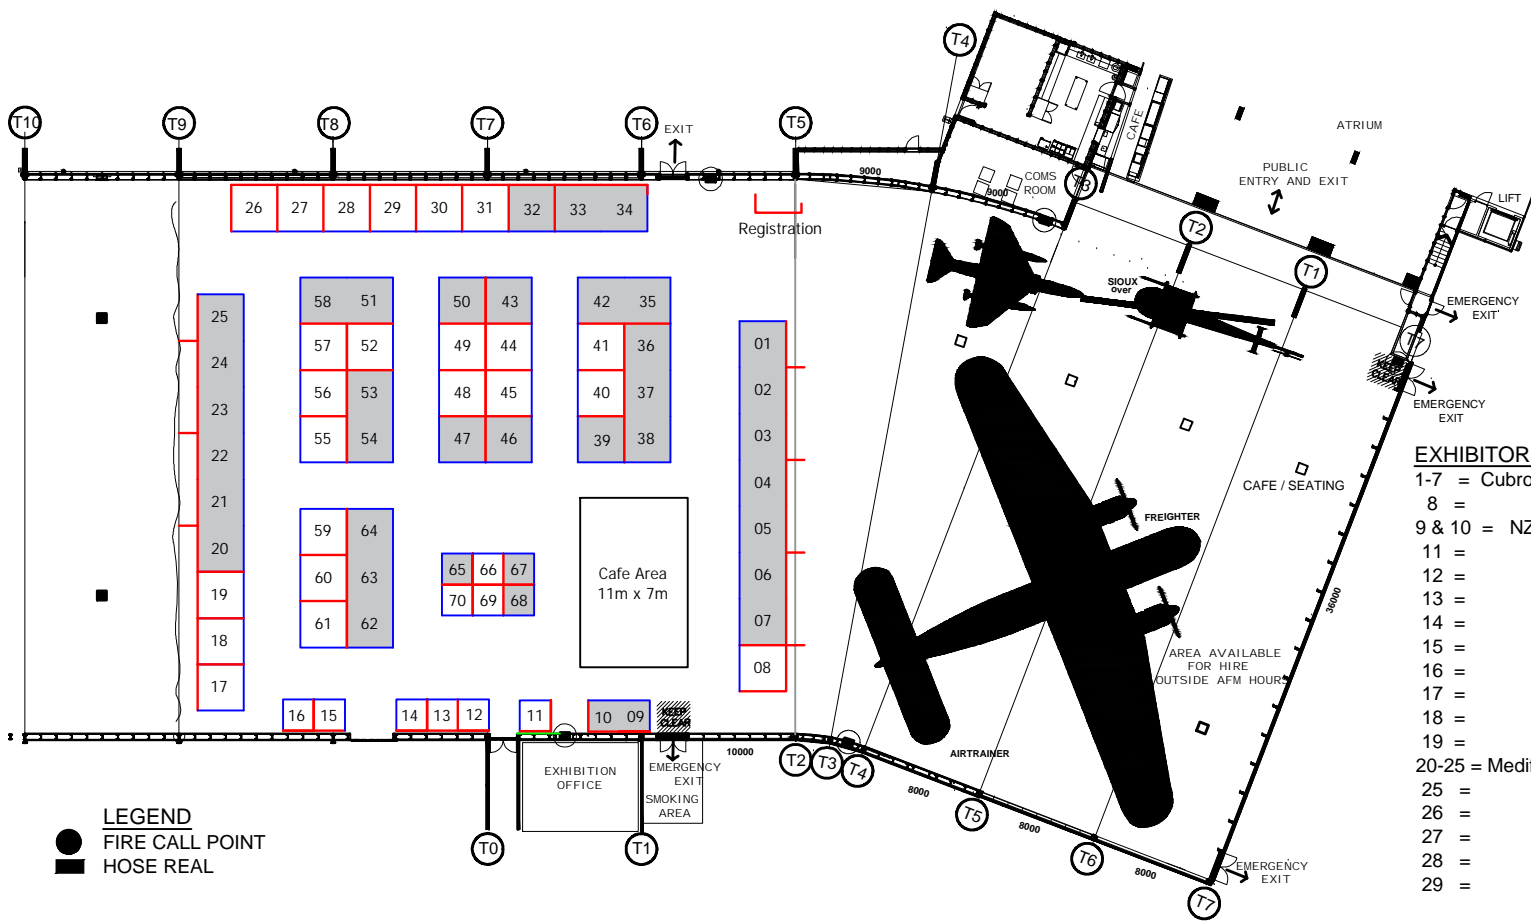 T4
T10
T9
T8
T7
T6
T5
EXIT
ATRIUM
CAFE
PUBLIC
ENTRY AND EXIT
9000
COMS
ROOM
T3
9000
LIFT
26 27 28 29 30 31 32 33 34
Registration
T2
T1
SIOUX
over
EMERGENCY
EXIT
T7
KEEP
CLEAR
EMERGENCY
EXIT
58 51 50 43 42 35
25 57 52 49 44 41 36 01
24 56 53 48 45 40 37 02
23 55 54 47 46 39 38 03
22 04
21 59 64 05
20 60 63 65 66 67 06
19 61 62 70 69 68 07
18 08
17
Cafe Area
11m x 7m
16 15 14 13 12 11 10 09
KEEP
CLEAR
CAFE / SEATING
FREIGHTER
36000
AREA AVAILABLE
FOR HIRE
OUTSIDE AFM HOURS
AIRTRAINER
10000
T2
T3
T4
8000
T5
8000
T6
8000
T7
EMERGENCY
EXIT
EXHIBITION
OFFICE
EMERGENCY
EXIT
SMOKING
AREA
T0
T1
LEGEND
FIRE CALL POINT
HOSE REAL
EXHIBITOR
1-7 = Cubro
8 =
9 & 10 = NZ
11 =
12 =
13 =
14 =
15 =
16 =
17 =
18 =
19 =
20-25 = Medif
25 =
26 =
27 =
28 =
29 =